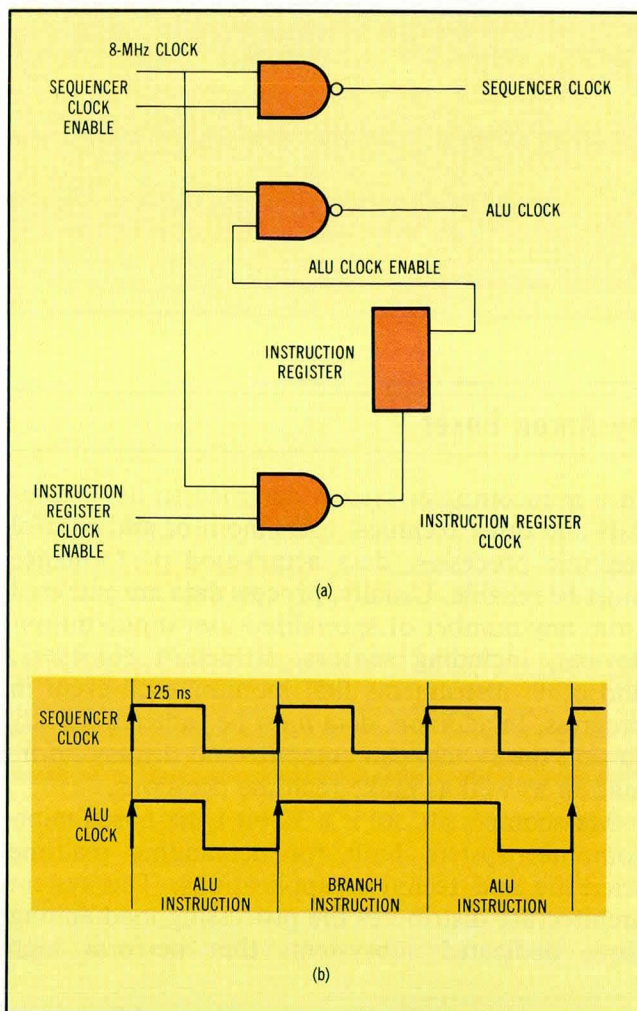 8-MHz CLOCK
SEQUENCER
CLOCK
ENABLE
SEQUENCER CLOCK
ALU CLOCK
ALU CLOCK ENABLE
INSTRUCTION
REGISTER
INSTRUCTION
REGISTER
CLOCK
ENABLE
INSTRUCTION REGISTER
CLOCK
(a)
125 ns
SEQUENCER
CLOCK
ALU
CLOCK
ALU
INSTRUCTION
BRANCH
INSTRUCTION
ALU
INSTRUCTION
(b)